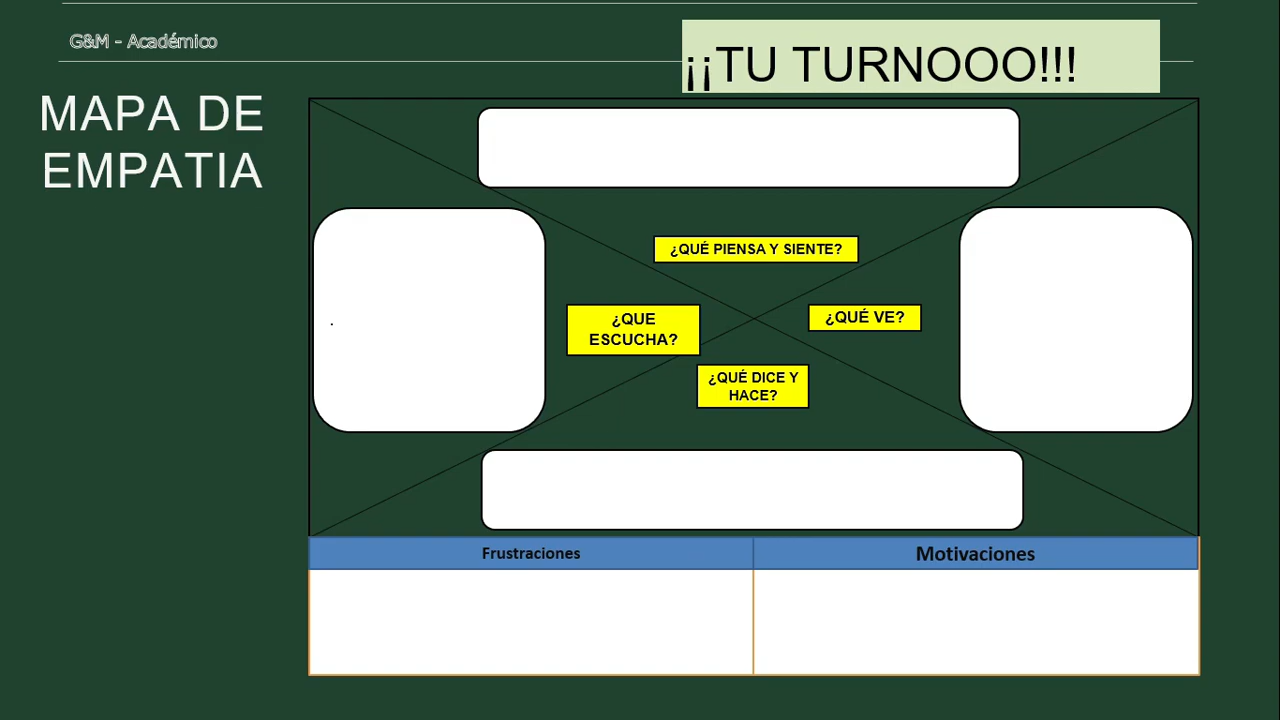 G&M - Académico
¡¡TU TURNOOO!!!
MAPA DE
EMPATIA
¿QUÉ PIENSA Y SIENTE?
¿QUE
ESCUCHA?
¿QUÉ VE?
¿QUÉ DICE Y
HACE?
.
Frustraciones
Motivaciones